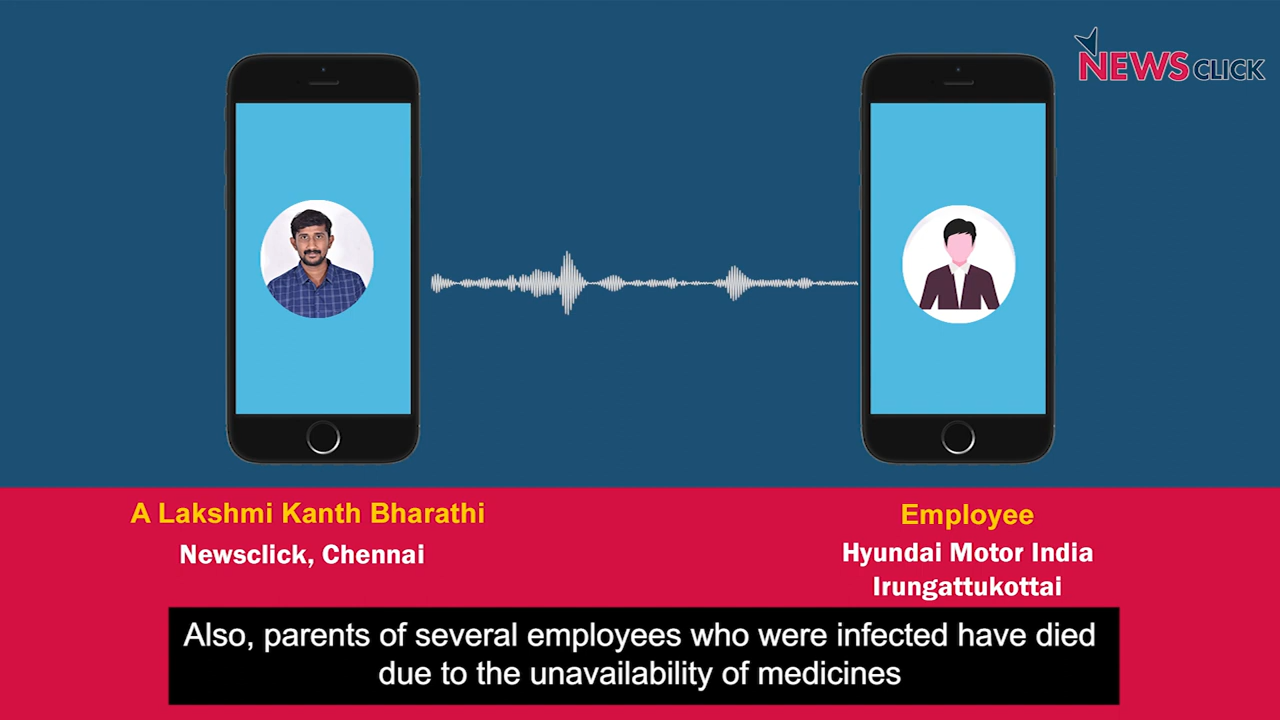 NEWSCLICK
A Lakshmi Kanth Bharathi
Newsclick, Chennai
Employee
Hyundai Motor India
Irungattukottai
Also, parents of several employees who were infected have died
due to the unavailability of medicines